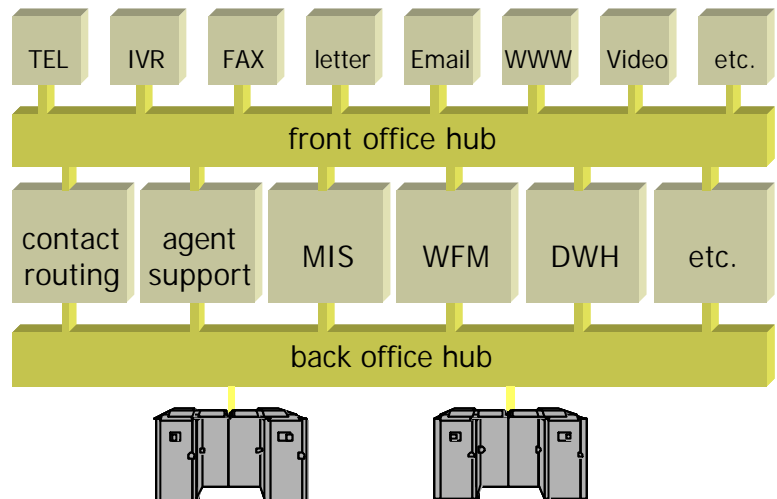 TEL IVR FAX letter Email WWW Video etc.
front office hub
contact routing
agent support
MIS
WFM
DWH
etc.
back office hub